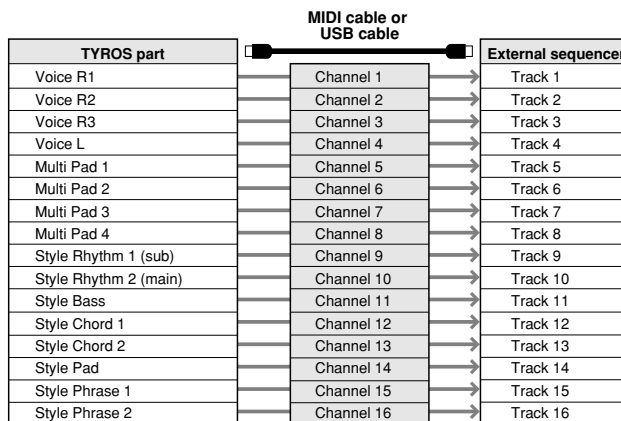 MIDI cable or
USB cable
TYROS part External sequencer
Voice R1 Channel 1 Track 1
Voice R2 Channel 2 Track 2
Voice R3 Channel 3 Track 3
Voice L Channel 4 Track 4
Multi Pad 1 Channel 5 Track 5
Multi Pad 2 Channel 6 Track 6
Multi Pad 3 Channel 7 Track 7
Multi Pad 4 Channel 8 Track 8
Style Rhythm 1 (sub) Channel 9 Track 9
Style Rhythm 2 (main) Channel 10 Track 10
Style Bass Channel 11 Track 11
Style Chord 1 Channel 12 Track 12
Style Chord 2 Channel 13 Track 13
Style Pad Channel 14 Track 14
Style Phrase 1 Channel 15 Track 15
Style Phrase 2 Channel 16 Track 16